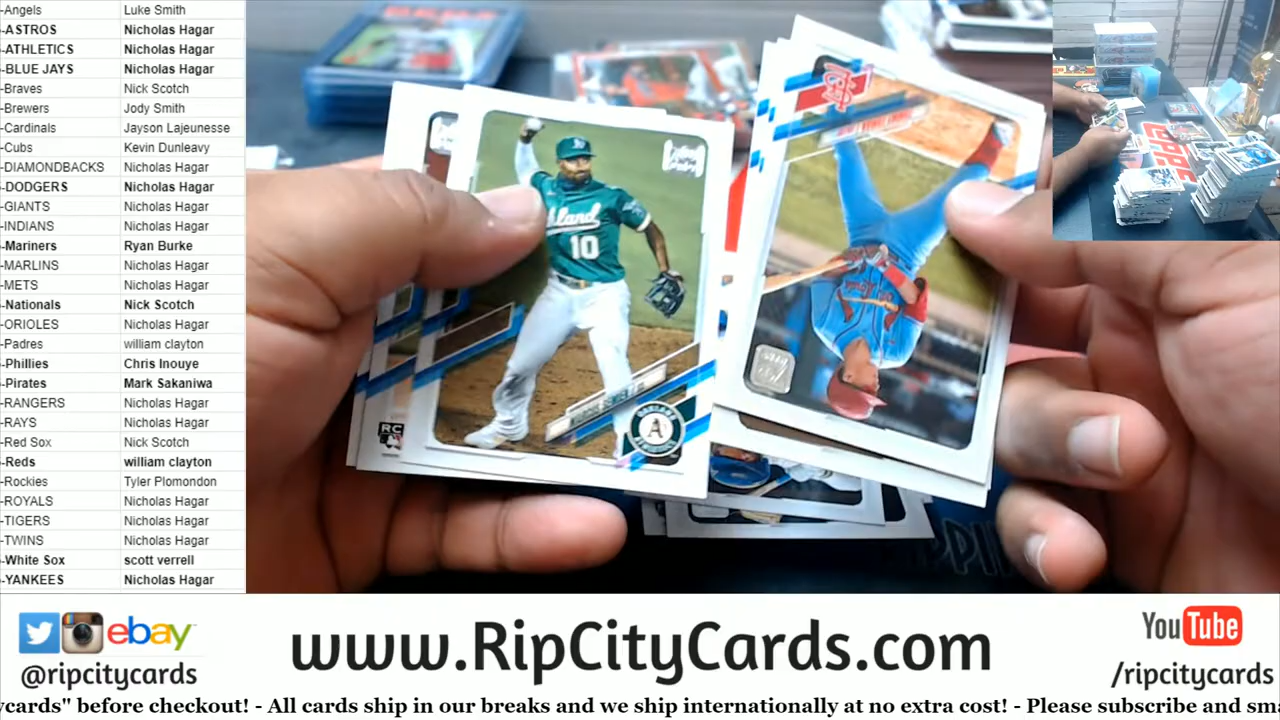 -Angels Luke Smith
-ASTROS Nicholas Hagar
-ATHLETICS Nicholas Hagar
-BLUE JAYS Nicholas Hagar
-Braves Nick Scotch
-Brewers Jody Smith
-Cardinals Jayson Lajeunesse
-Cubs Kevin Dunleavy
-DIAMONDBACKS Nicholas Hagar
-DODGERS Nicholas Hagar
-GIANTS Nicholas Hagar
-INDIANS Nicholas Hagar
-Mariners Ryan Burke
-MARLINS Nicholas Hagar
-METS Nicholas Hagar
-Nationals Nick Scotch
-ORIOLES Nicholas Hagar
-Padres william clayton
-Phillies Chris Inouye
-Pirates Mark Sakaniwa
-RANGERS Nicholas Hagar
-RAYS Nicholas Hagar
-Red Sox Nick Scotch
-Reds william clayton
-Rockies Tyler Plomondon
-ROYALS Nicholas Hagar
-TIGERS Nicholas Hagar
-TWINS Nicholas Hagar
-White Sox scott verrell
-YANKEES Nicholas Hagar
land
10
RC
A
TOPPS
ebay
@ripcitycards
www.RipCityCards.com
YouTube
/ripcitycards
ycards" before checkout! - All cards ship in our breaks and we ship internationally at no extra cost! - Please subscribe and sma